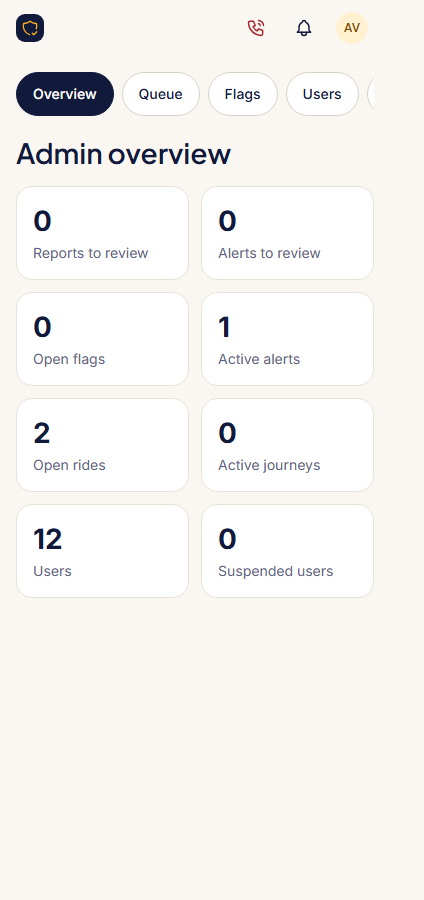 AV
Overview
Queue
Flags
Users
Admin overview
0
Reports to review
0
Alerts to review
0
Open flags
1
Active alerts
2
Open rides
0
Active journeys
12
Users
0
Suspended users